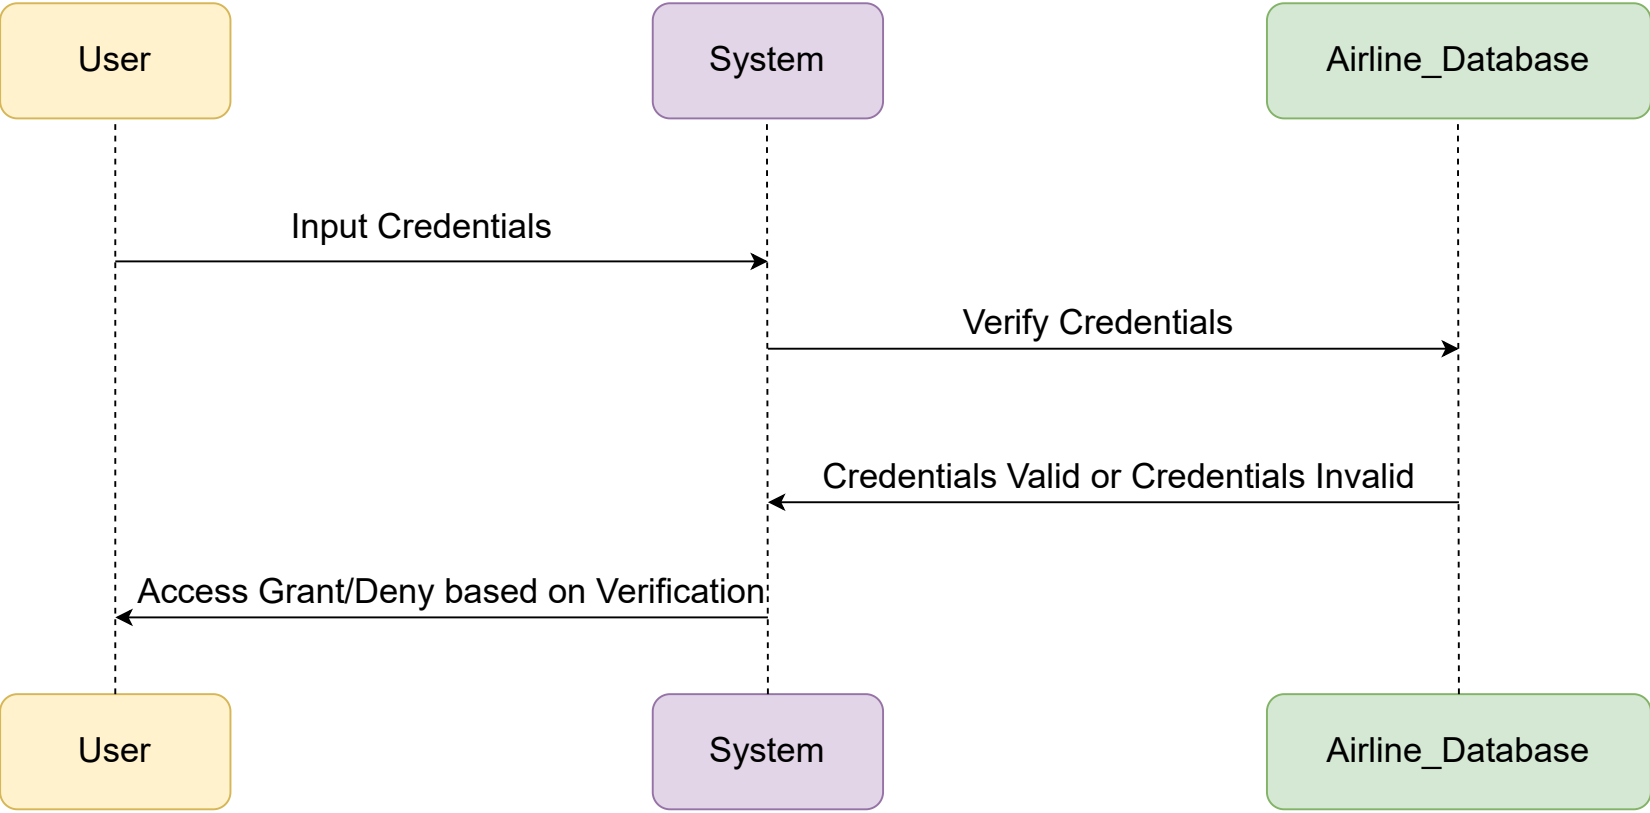 User
System
Airline_Database
Input Credentials
Verify Credentials
Credentials Valid or Credentials Invalid
Access Grant/Deny based on Verification
User
System
Airline_Database